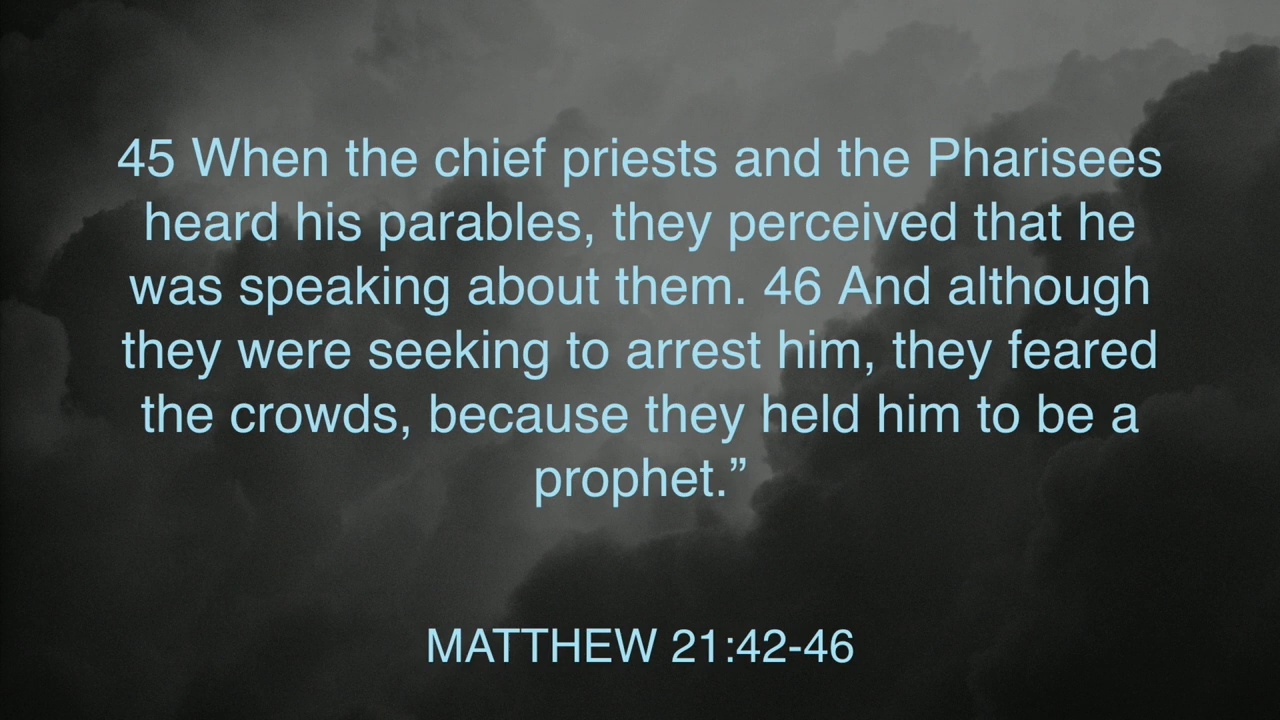 45 When the chief priests and the Pharisees
heard his parables, they perceived that he
was speaking about them. 46 And although
they were seeking to arrest him, they feared
the crowds, because they held him to be a
prophet.”
MATTHEW 21:42-46